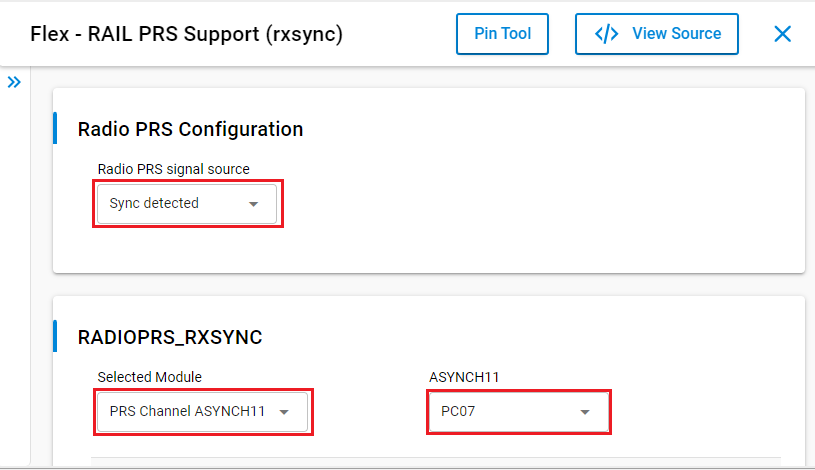 Flex - RAIL PRS Support (rxsync)
Pin Tool
</> View Source
Radio PRS Configuration
Radio PRS signal source
Sync detected
RADIOPRS_RXSYNC
Selected Module
ASYNCH11
PRS Channel ASYNCH11
PC07